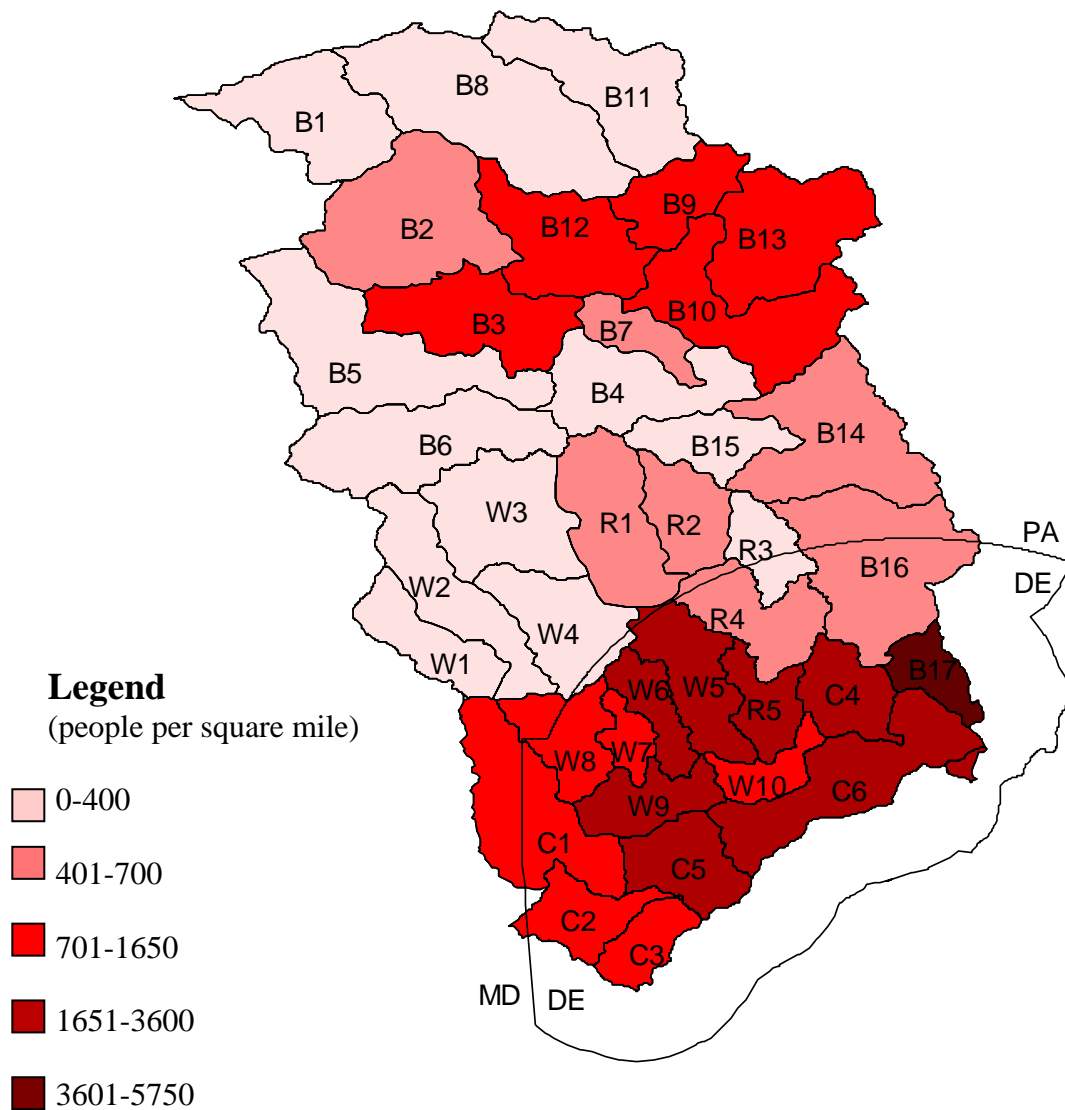 B8
B11
B1
B9
B2
B12
B13
B10
B3
B7
B5
B4
B14
B6
B15
W3
R1
R2
PA
R3
B16
DE
W2
R4
W4
W1
B17
Legend
W6
W5
C4
R5
(people per square mile)
W7
W8
W10
C6
0-400
W9
C1
401-700
C5
C2
701-1650
C3
MD
DE
1651-3600
3601-5750